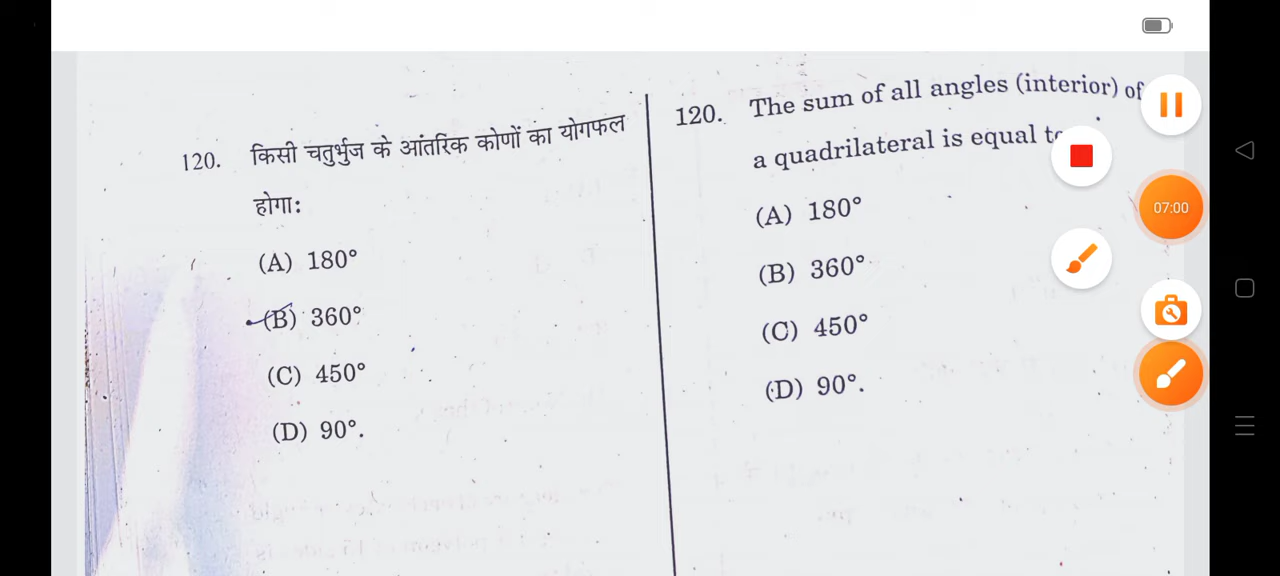 120. किसी चतुर्भुज के आंतरिक कोणों का योगफल
होगा:
(A) 180°
(B) 360°
(C) 450°
(D) 90°.
120. The sum of all angles (interior) of
a quadrilateral is equal to
(A) 180°
(B) 360°
(C) 450°
(D) 90°.
07:00